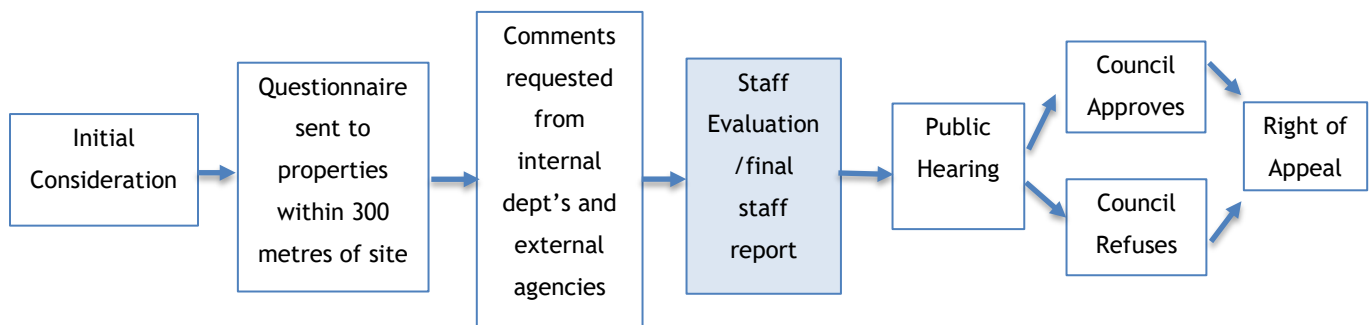 Initial
Consideration
Questionnaire
sent to
properties
within 300
metres of site
Comments
requested
from
internal
dept’s and
external
agencies
Staff
Evaluation
/final
staff
report
Public
Hearing
Council
Approves
Council
Refuses
Right of
Appeal